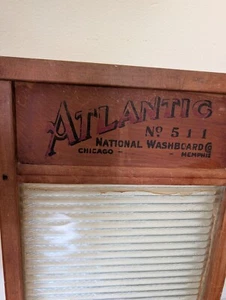 ATLANTIC
No 511
NATIONAL WASHBOARD Co
CHICAGO - MEMPHIS